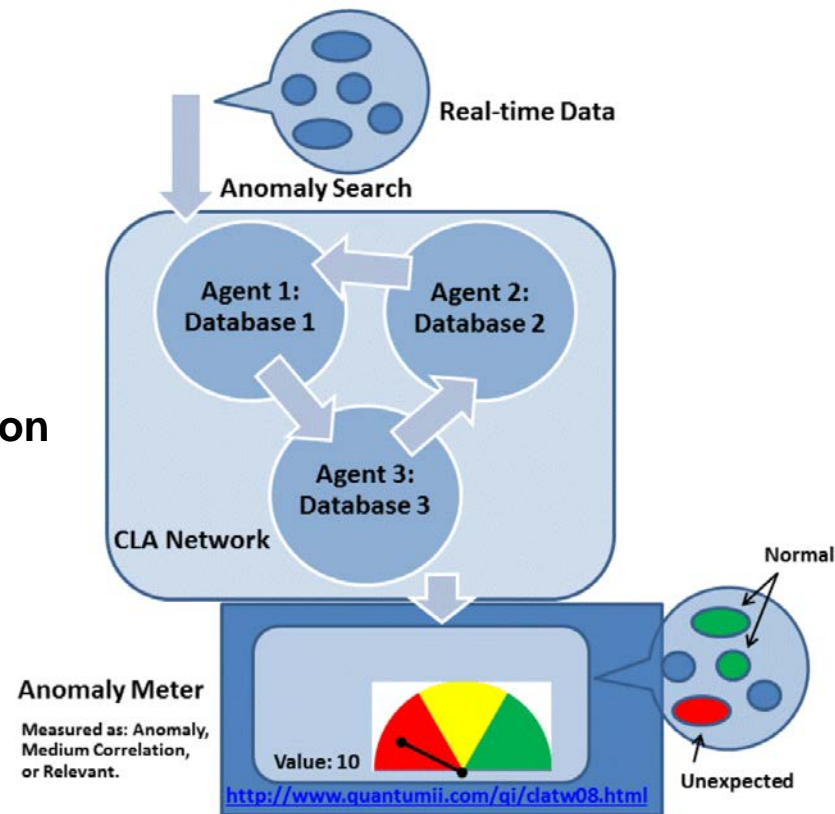 Real-time Data
Anomaly Search
Agent 1:
Database 1
Agent 2:
Database 2
on
Agent 3:
Database 3
CLA Network
Normal
Anomaly Meter
Measured as: Anomaly,
Medium Correlation,
or Relevant.
Value: 10
http://www.quantumii.com/qi/clatw08.html
Unexpected